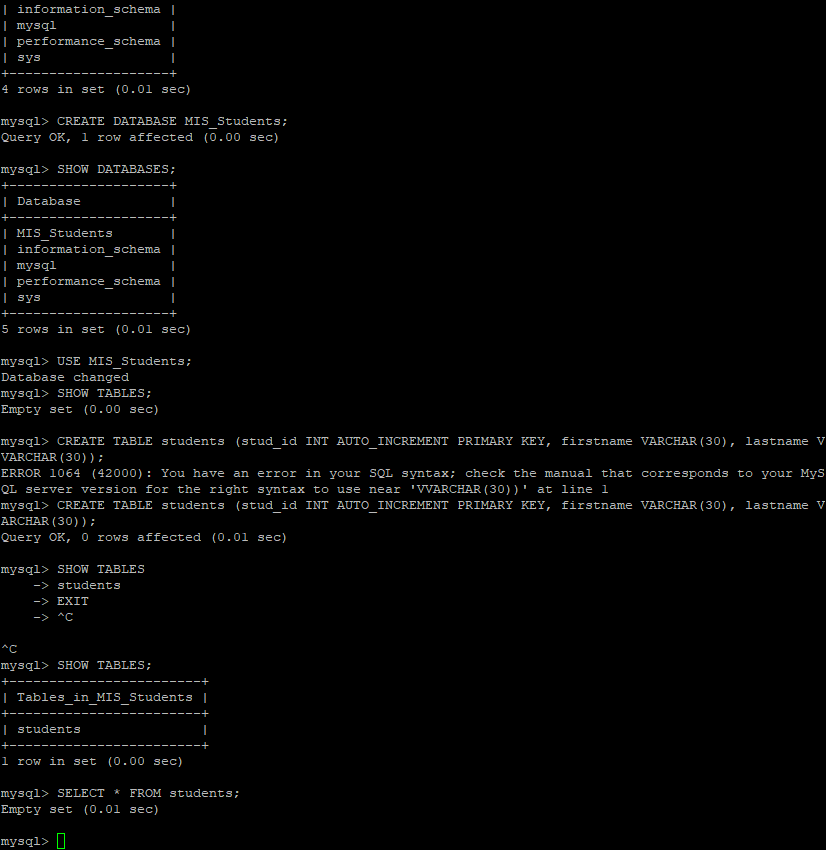 | information_schema |
| mysql              |
| performance_schema |
| sys                |
+--------------------+
4 rows in set (0.01 sec)
mysql> CREATE DATABASE MIS_Students;
Query OK, 1 row affected (0.00 sec)
mysql> SHOW DATABASES;
+--------------------+
| Database           |
+--------------------+
| MIS_Students       |
| information_schema |
| mysql              |
| performance_schema |
| sys                |
+--------------------+
5 rows in set (0.01 sec)
mysql> USE MIS_Students;
Database changed
mysql> SHOW TABLES;
Empty set (0.00 sec)
mysql> CREATE TABLE students (stud_id INT AUTO_INCREMENT PRIMARY KEY, firstname VARCHAR(30), lastname V
VARCHAR(30));
ERROR 1064 (42000): You have an error in your SQL syntax; check the manual that corresponds to your MyS
QL server version for the right syntax to use near 'VVARCHAR(30))' at line 1
mysql> CREATE TABLE students (stud_id INT AUTO_INCREMENT PRIMARY KEY, firstname VARCHAR(30), lastname V
ARCHAR(30));
Query OK, 0 rows affected (0.01 sec)
mysql> SHOW TABLES
    -> students
    -> EXIT
    -> ^C
^C
mysql> SHOW TABLES;
+------------------------+
| Tables_in_MIS_Students |
+------------------------+
| students               |
+------------------------+
1 row in set (0.00 sec)
mysql> SELECT * FROM students;
Empty set (0.01 sec)
mysql>